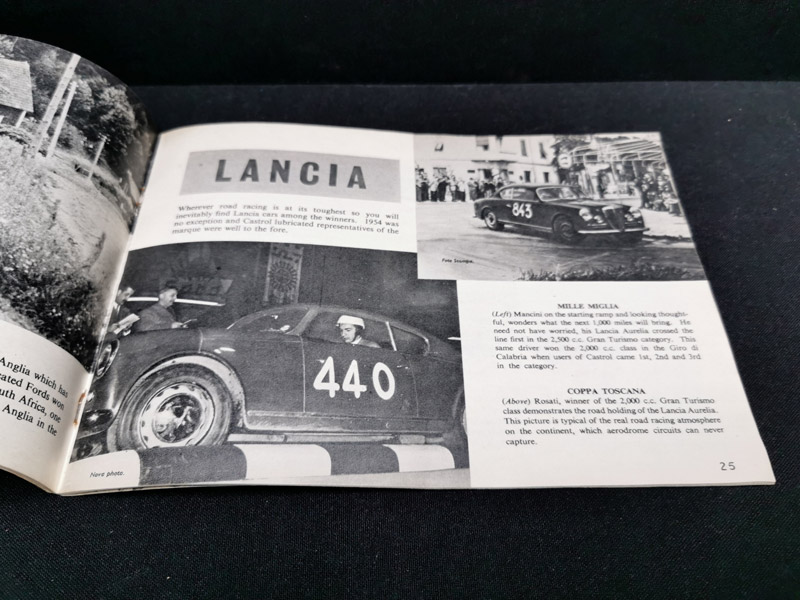 Anglia which has
ated Fords won
uth Africa, one
Anglia in the
LANCIA
Wherever road racing is at its toughest so you will
inevitably find Lancia cars among the winners. 1954 was
no exception and Castrol lubricated representatives of the
marque were well to the fore.
843
Foto Scungio.
440
Neve photo.
MILLE MIGLIA
(Left) Mancini on the starting ramp and looking thought-
ful, wonders what the next 1,000 miles will bring. He
need not have worried, his Lancia Aurelia crossed the
line first in the 2,500 c.c. Gran Turismo category. This
same driver won the 2,000 c.c. class in the Giro di
Calabria when users of Castrol came 1st, 2nd and 3rd
in the category.
COPPA TOSCANA
(Above) Rosati, winner of the 2,000 c.c. Gran Turismo
class demonstrates the road holding of the Lancia Aurelia.
This picture is typical of the real road racing atmosphere
on the continent, which aerodrome circuits can never
capture.
25